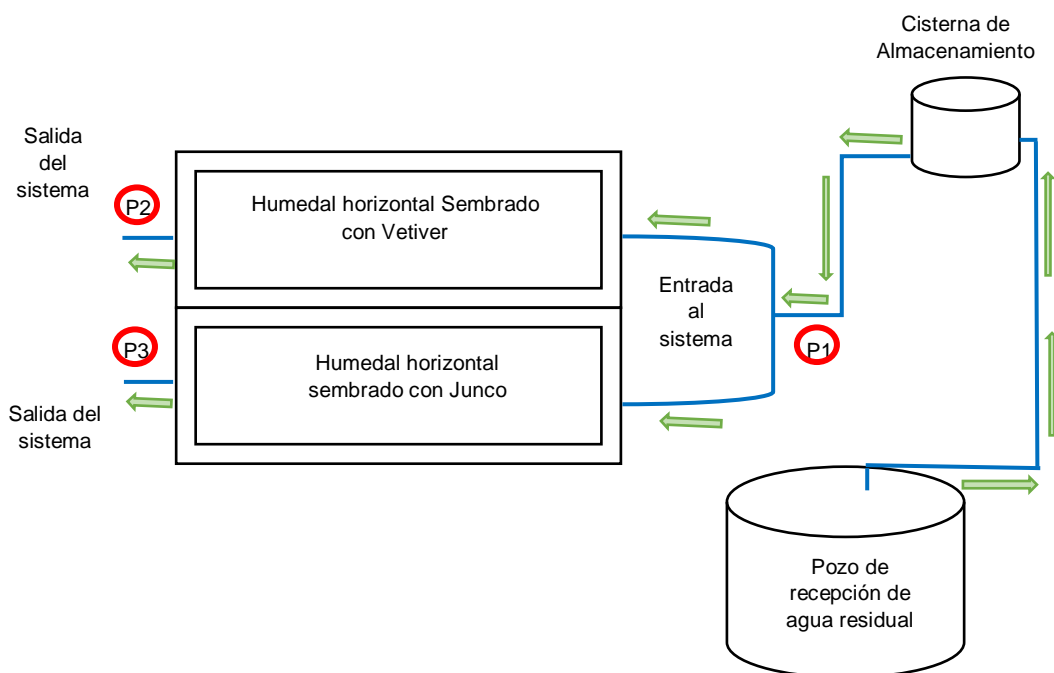 Cisterna de
Almacenamiento
Salida
del
sistema
P2
Humedal horizontal Sembrado
con Vetiver
Entrada
al
sistema
P1
P3
Humedal horizontal
sembrado con Junco
Salida del
sistema
Pozo de
recepción de
agua residual